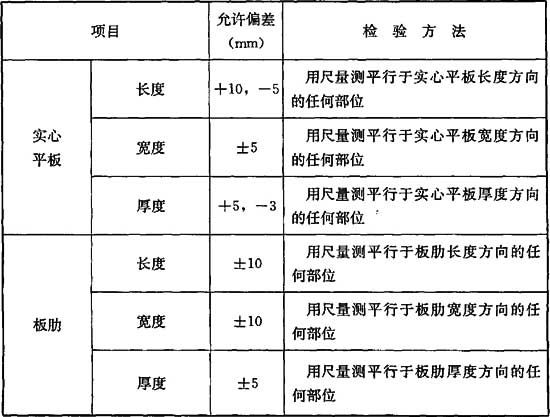 项目
允许偏差
（mm）
检 验 方 法
实心
平板
长度
＋10，－5
用尺量测平行于实心平板长度方向
的任何部位
宽度
±5
用尺量测平行于实心平板宽度方向
的任何部位
厚度
＋5，－3
用尺量测平行于实心平板厚度方向
的任何部位
板肋
长度
±10
用尺量测平行于板肋长度方向的任
何部位
宽度
±10
用尺量测平行于板肋宽度方向的任
何部位
厚度
±5
用尺量测平行于板肋厚度方向的任
何部位